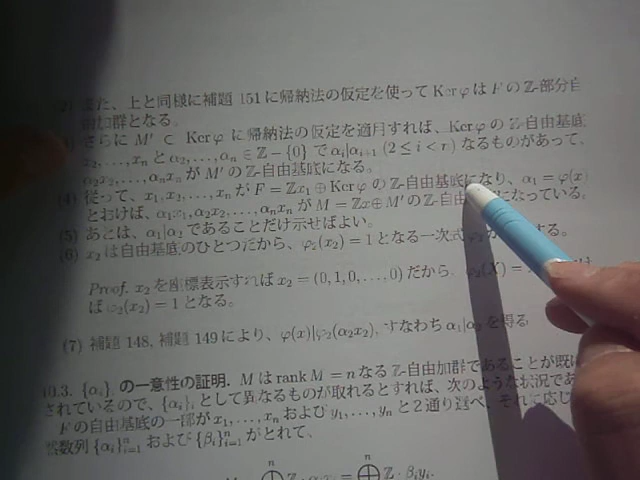 また、上と同様に補題 151 に帰納法の仮定を使って Ker φ は F の ℤ-部分自
由加群となる。
さらに M′ ⊂ Ker φ に帰納法の仮定を適用すれば、Ker φ の ℤ-自由基底
x₂,...,xₙ と α₂,...,αₙ ∈ ℤ − {0} で αᵢ|αᵢ₊₁ (2 ≤ i < r) なるものがあって、
α₂x₂,...,αₙxₙ が M′ の ℤ-自由基底になる。
(4) 従って、x₁, x₂,...,xₙ が F = ℤx₁ ⊕ Ker φ の ℤ-自由基底になり、α₁ = φ(x)
とおけば、α₁x₁, α₂x₂,...,αₙxₙ が M = ℤx ⊕ M′ の ℤ-自由 になっている。
(5) あとは、α₁|α₂ であることだけ示せばよい。
(6) x₂ は自由基底のひとつだから、φ₂(x₂) = 1 となる一次式 する。
Proof. x₂ を座標表示すれば x₂ = (0, 1, 0,...,0) だから、φ₂(X) =
ば φ₂(x₂) = 1 となる。
(7) 補題 148, 補題 149 により、φ(x)|φ₂(α₂x₂), すなわち α₁|α₂ を得る
10.3. {αᵢ} の一意性の証明. M は rank M = n なる ℤ-自由加群であることが既に
されているので、{αᵢ}ᵢ として異なるものが取れるとすれば、次のような状況であ
F の自由基底の一部が x₁,...,xₙ および y₁,...,yₙ と 2 通り選べ、それに応じ
整数列 {αᵢ}ⁿᵢ₌₁ および {βᵢ}ⁿᵢ₌₁ がとれて、
= ⊕ ℤ · βᵢyᵢ.